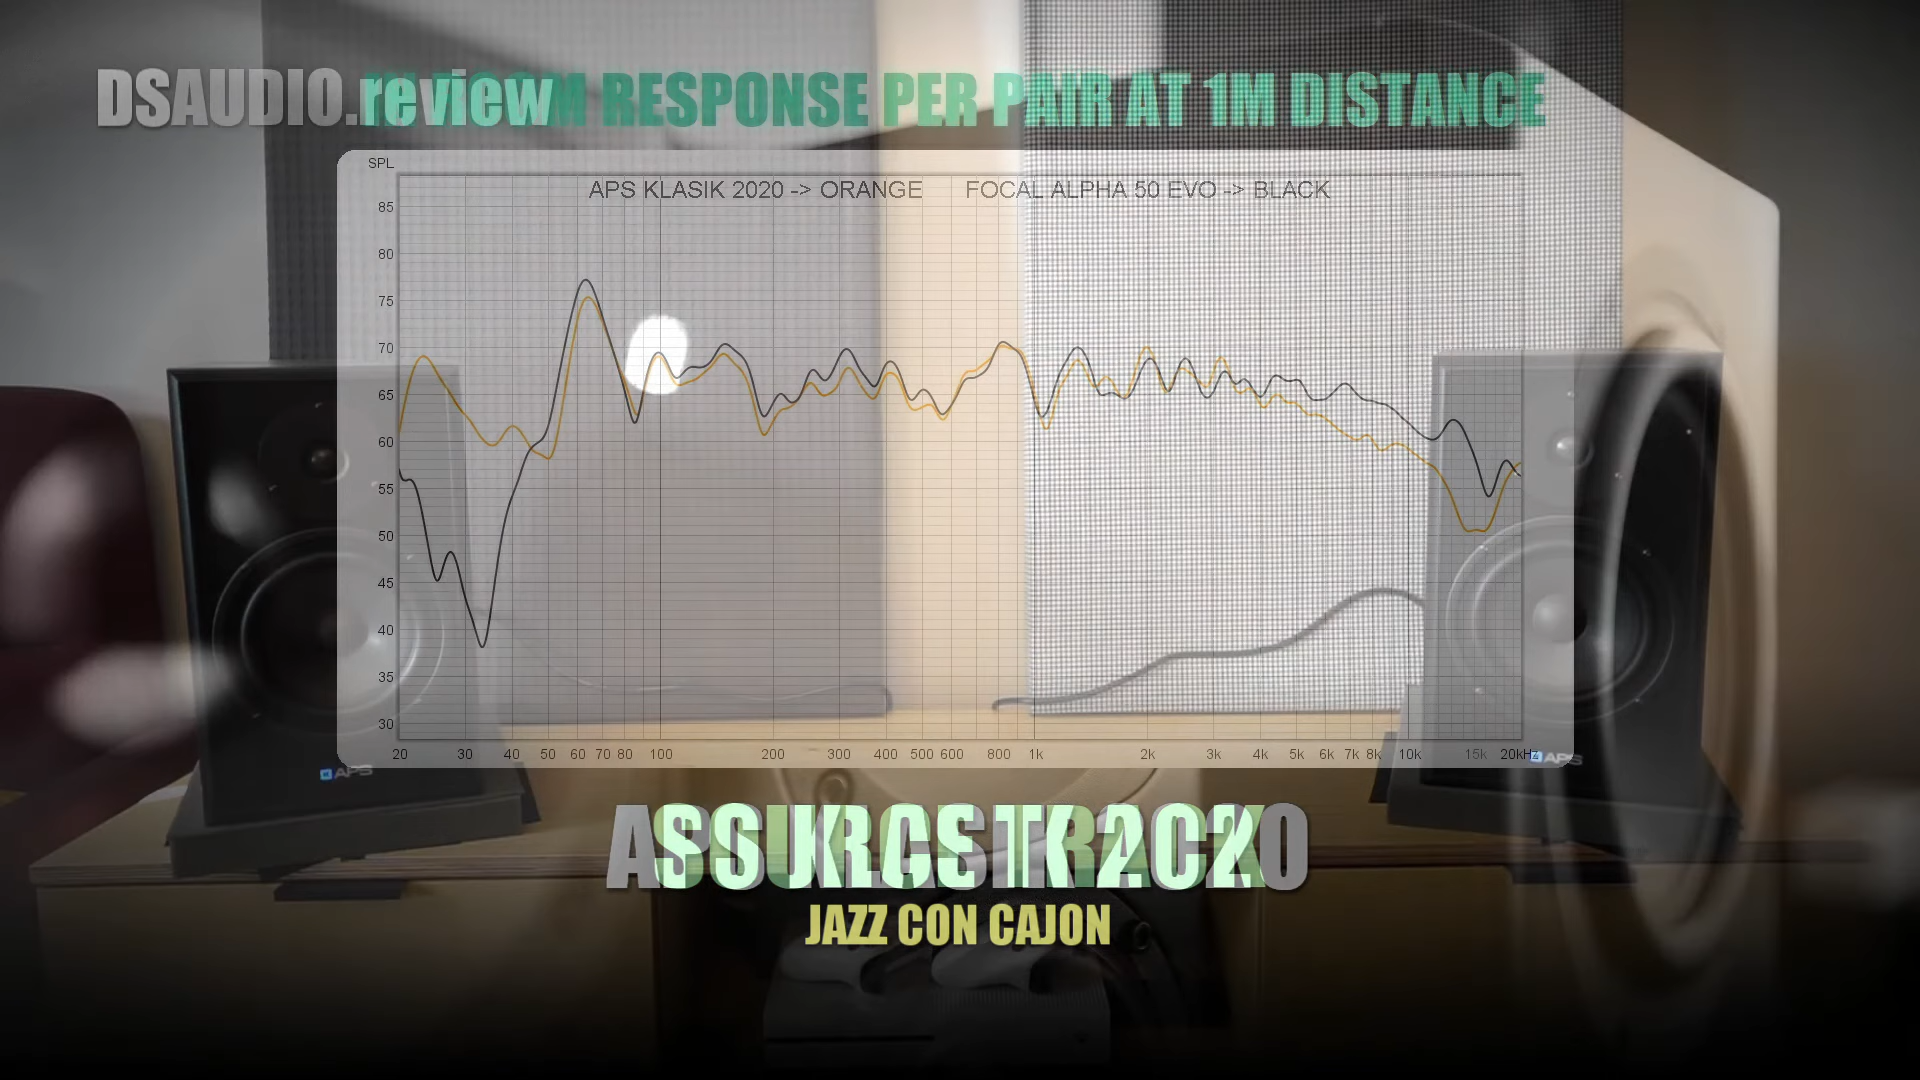 DSAUDIO.review
RESPONSE PER PAIR AT 1M DISTANCE
SPL
APS KLASIK 2020 -> ORANGE FOCAL ALPHA 50 EVO -> BLACK
85
80
75
70
65
60
55
50
45
40
35
30
20 30 40 50 60 70 80 100 200 300 400 500 600 800 1k 2k 3k 4k 5k 6k 7k 8k 10k 15k 20kHz
APS
APS
JAZZ CON CAJON